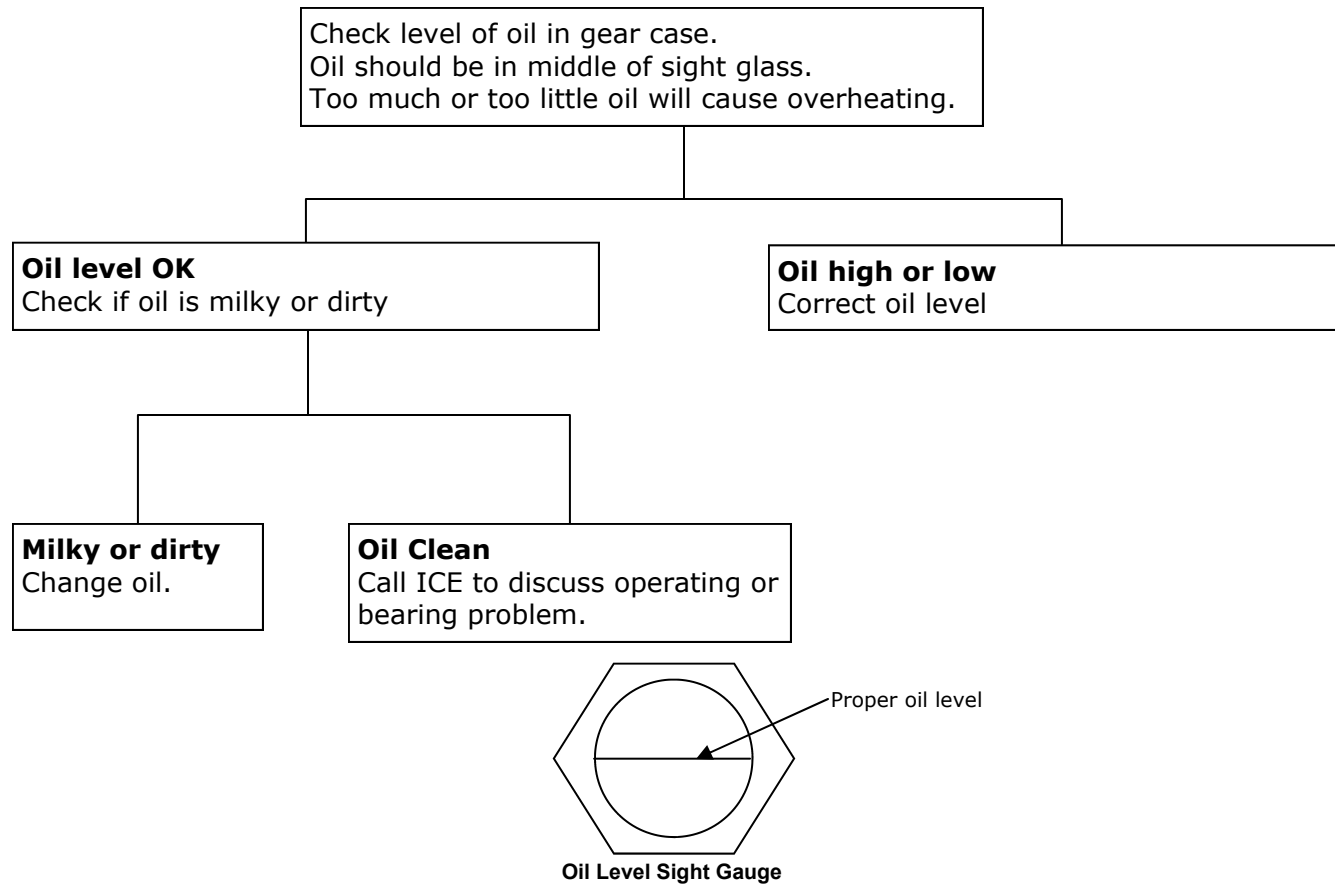 Check level of oil in gear case.
Oil should be in middle of sight glass.
Too much or too little oil will cause overheating.
Oil level OK
Check if oil is milky or dirty
Oil high or low
Correct oil level
Milky or dirty
Change oil.
Oil Clean
Call ICE to discuss operating or
bearing problem.
Proper oil level
Oil Level Sight Gauge